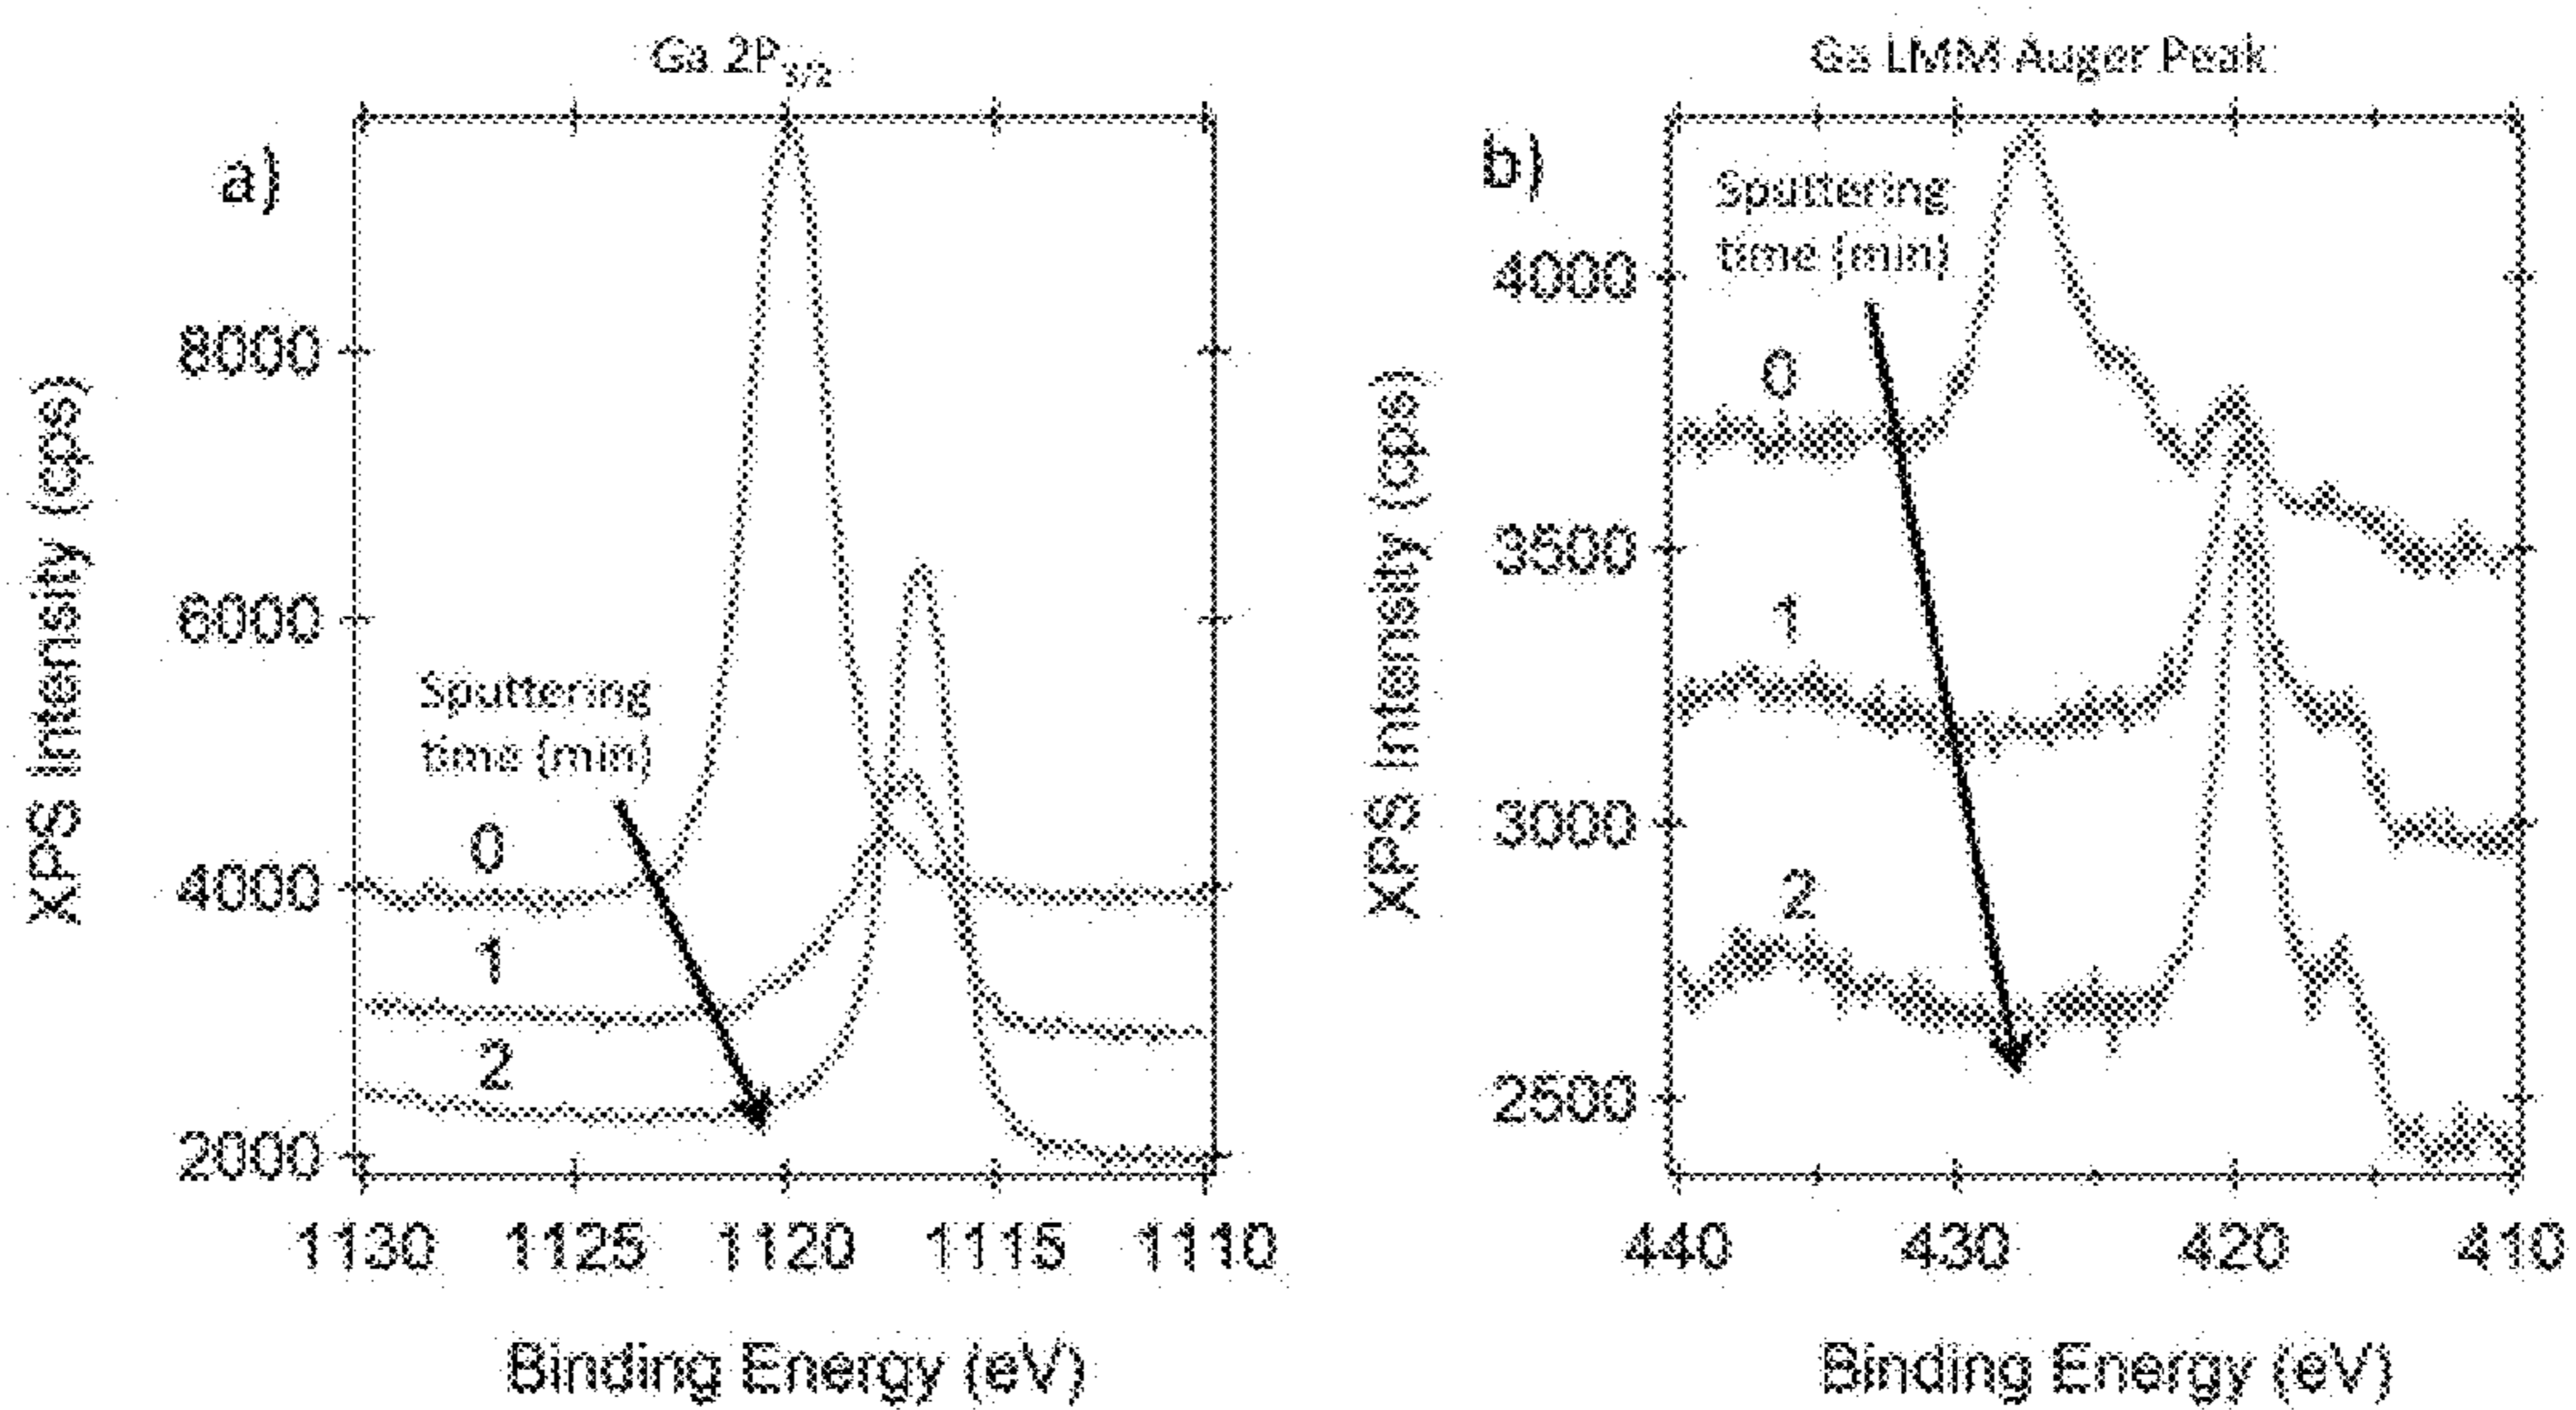 Ga 2P3/2
a)
8000
6000
4000
2000
XPS Intensity (cps)
Sputtering
time (min)
0
1
2
1130 1125 1120 1115 1110
Binding Energy (eV)
Ga LMM Auger Peak
b)
4000
3500
3000
2500
XPS Intensity (cps)
Sputtering
time (min)
0
1
2
440 430 420 410
Binding Energy (eV)